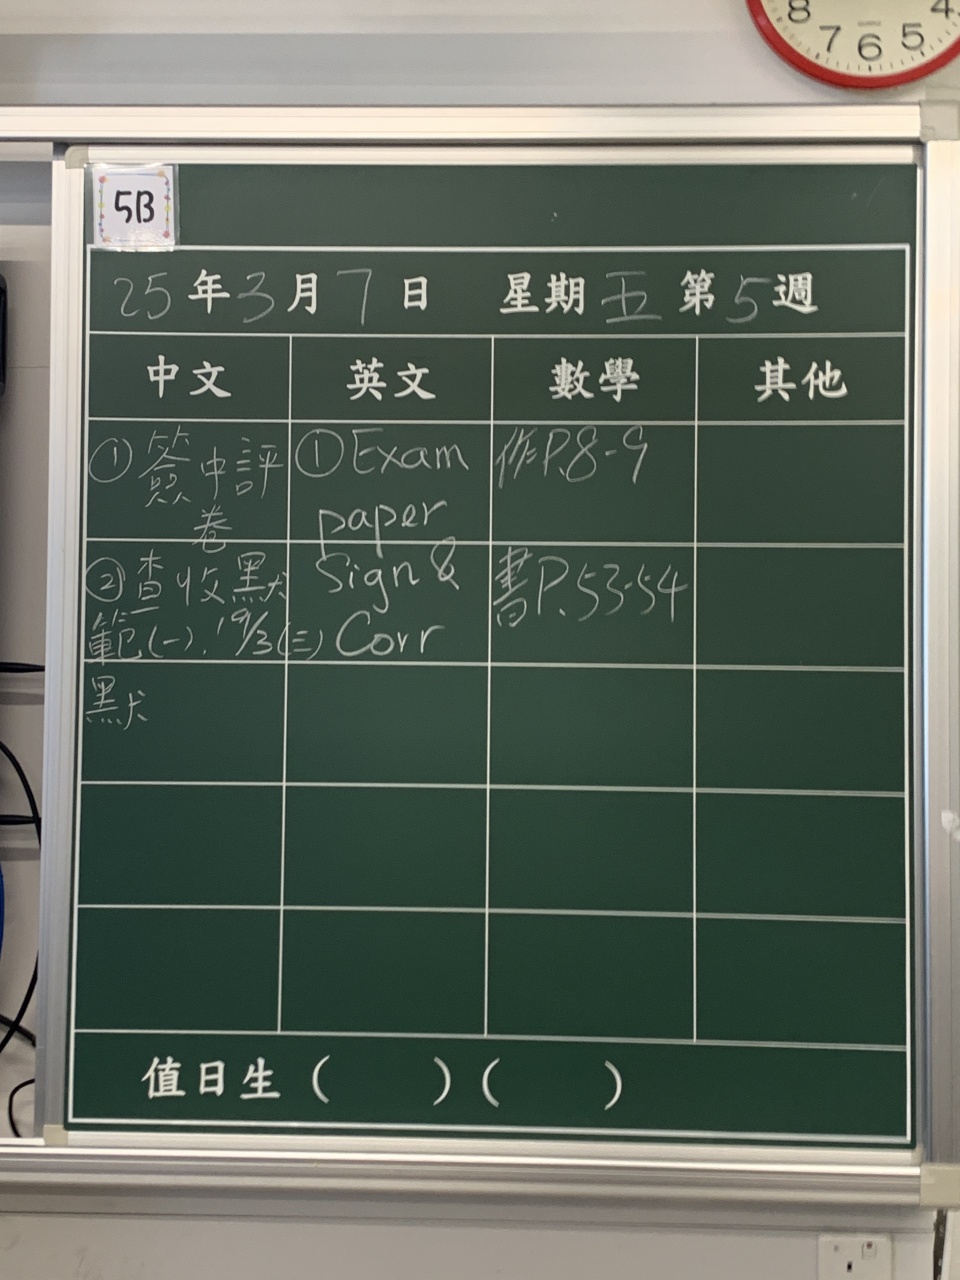 8 7 6 5 4
5B
25年3月7日 星期五第5週
中文 英文 數學 其他
①簽中評
卷
②查收默
範(一).19/3(三)
默
①Exam
paper
Sign &
Corr
作P.8-9
書P.53-54
值日生( )( )